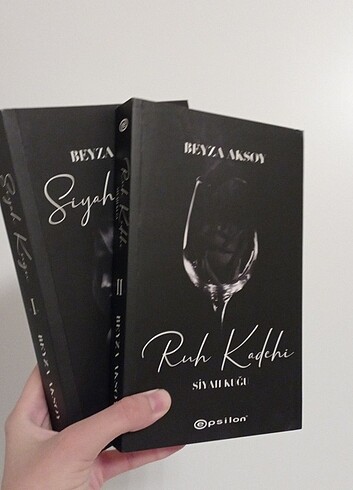 BEYZA
Siyah
Siyah Kuğu
I
BEYZA AKSOY
Ruh Kadehi
II
BEYZA AKSOY
BEYZA AKSOY
Ruh Kadehi
SİYAH KUĞU
epsilon